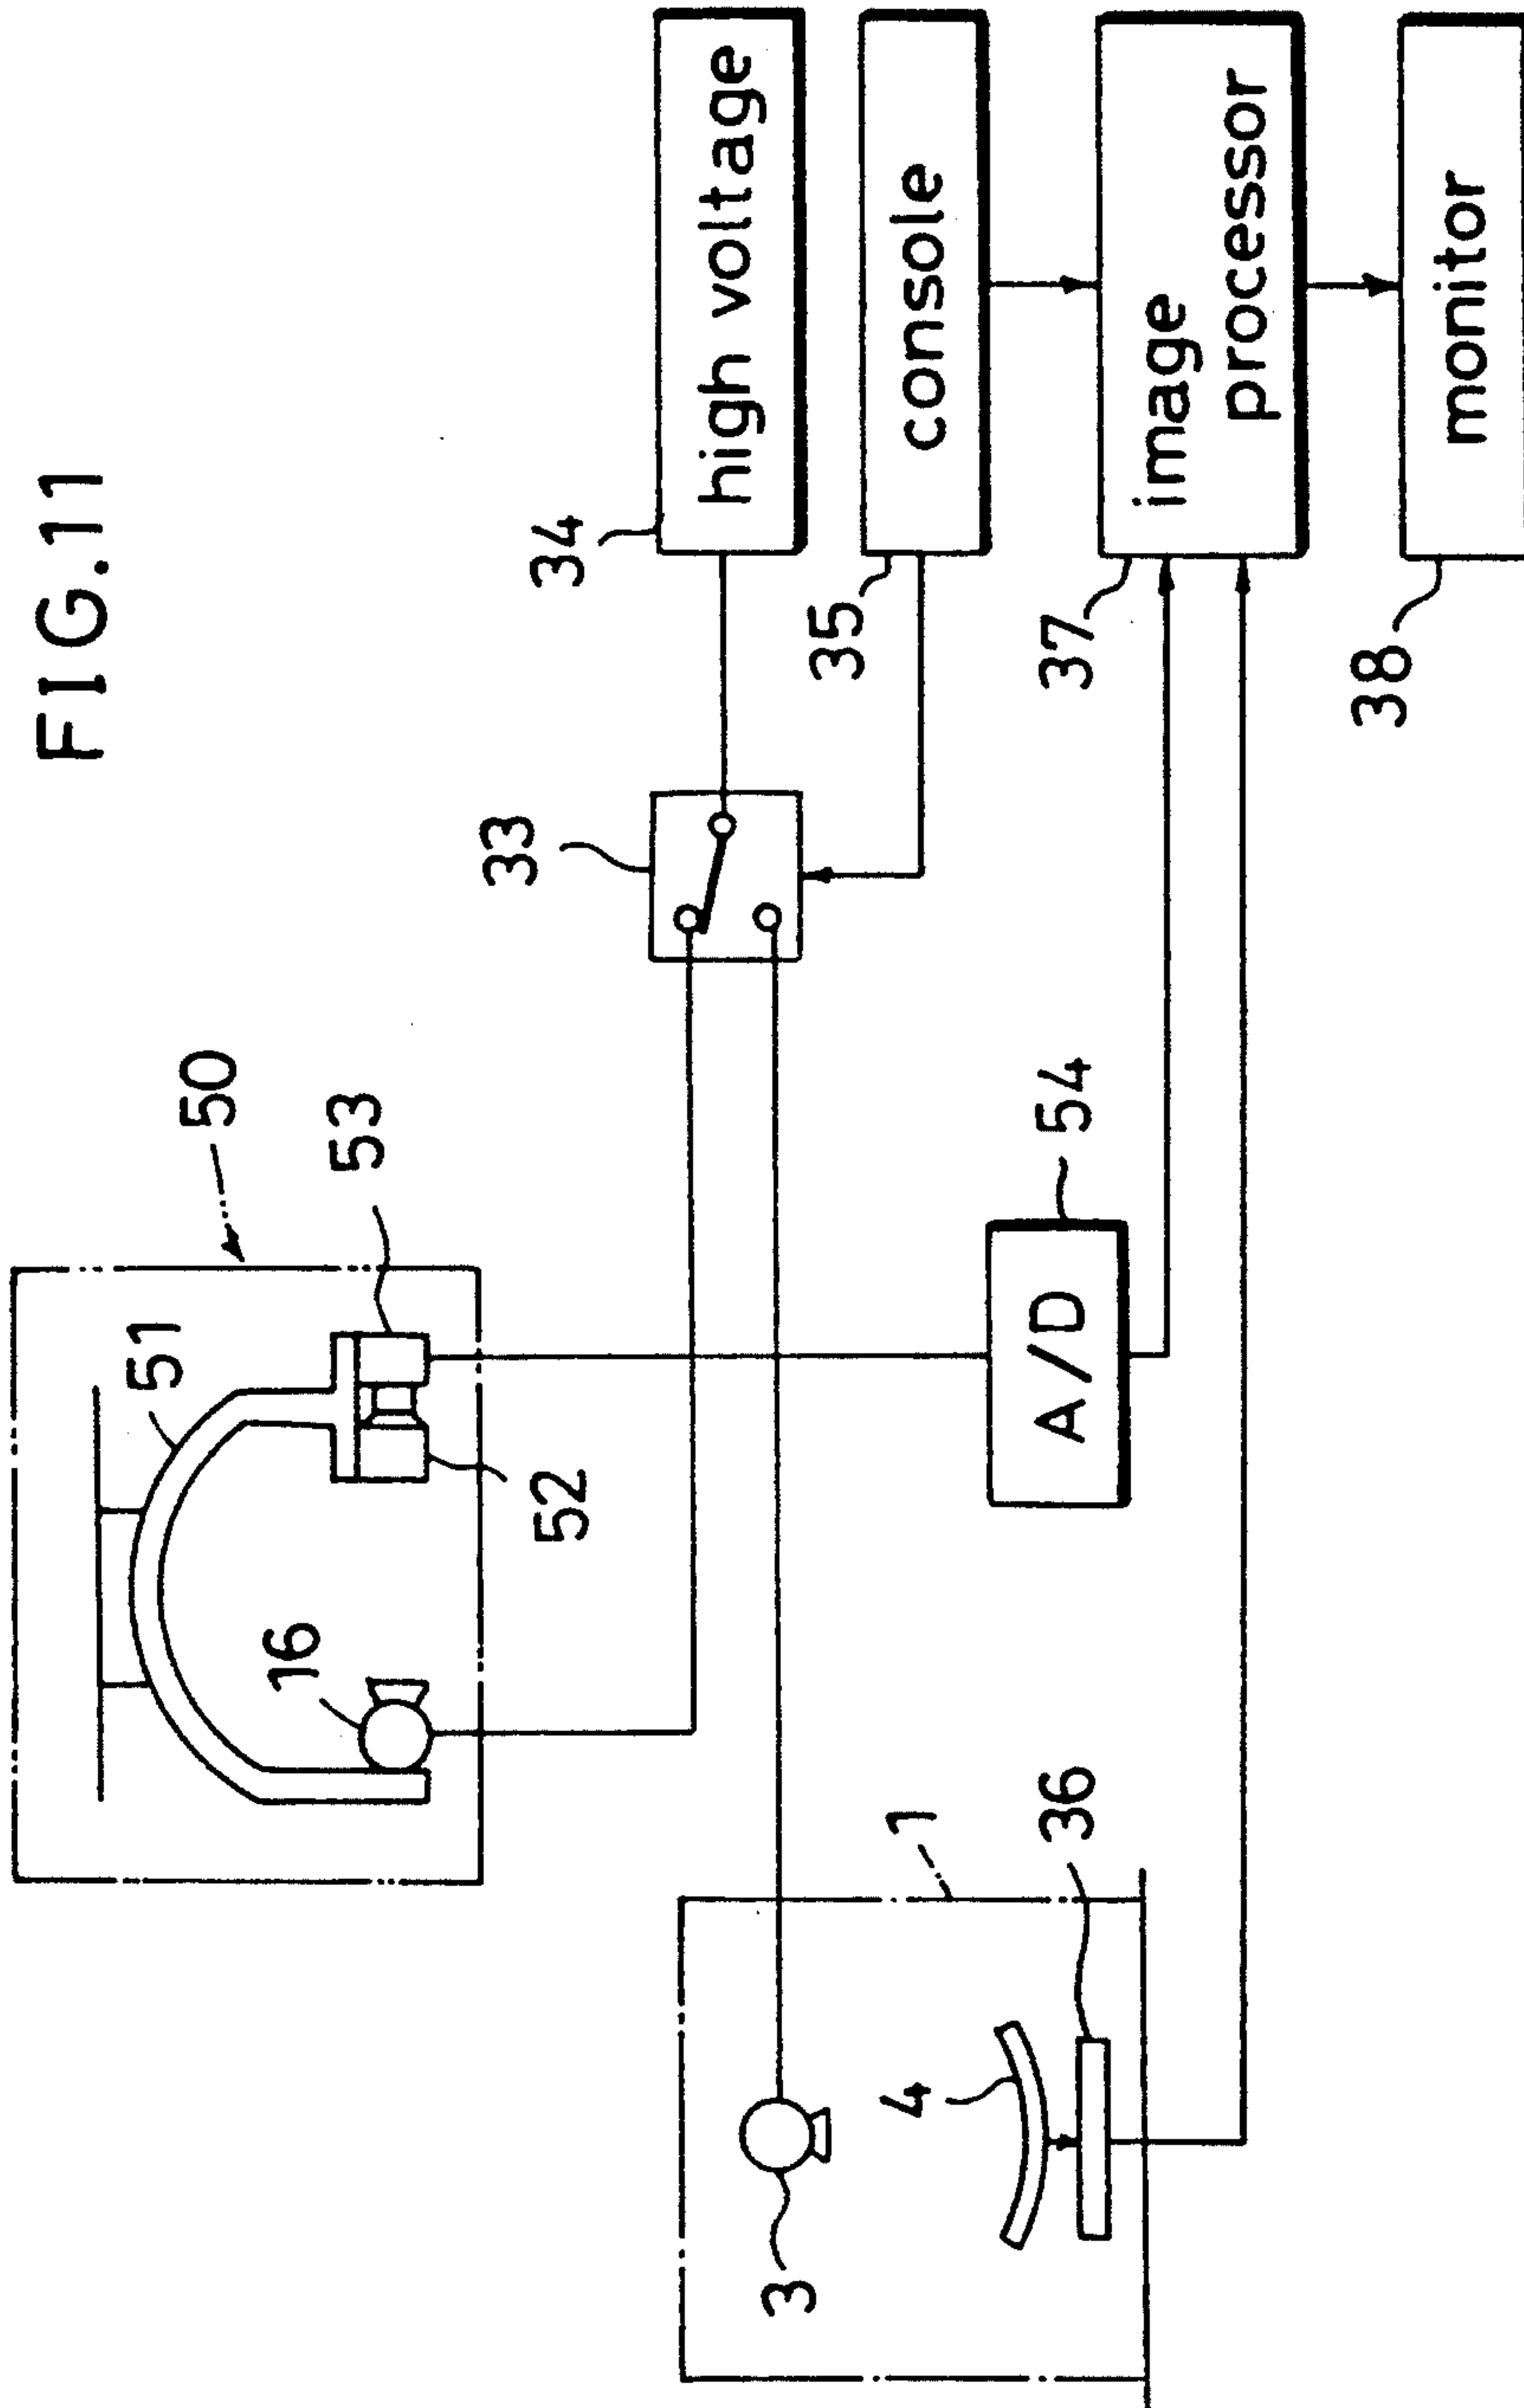 FIG.11
50
51
53
16
52
33
34
high voltage
35
console
1
3
4
36
54
A/D
37
image
processor
38
monitor